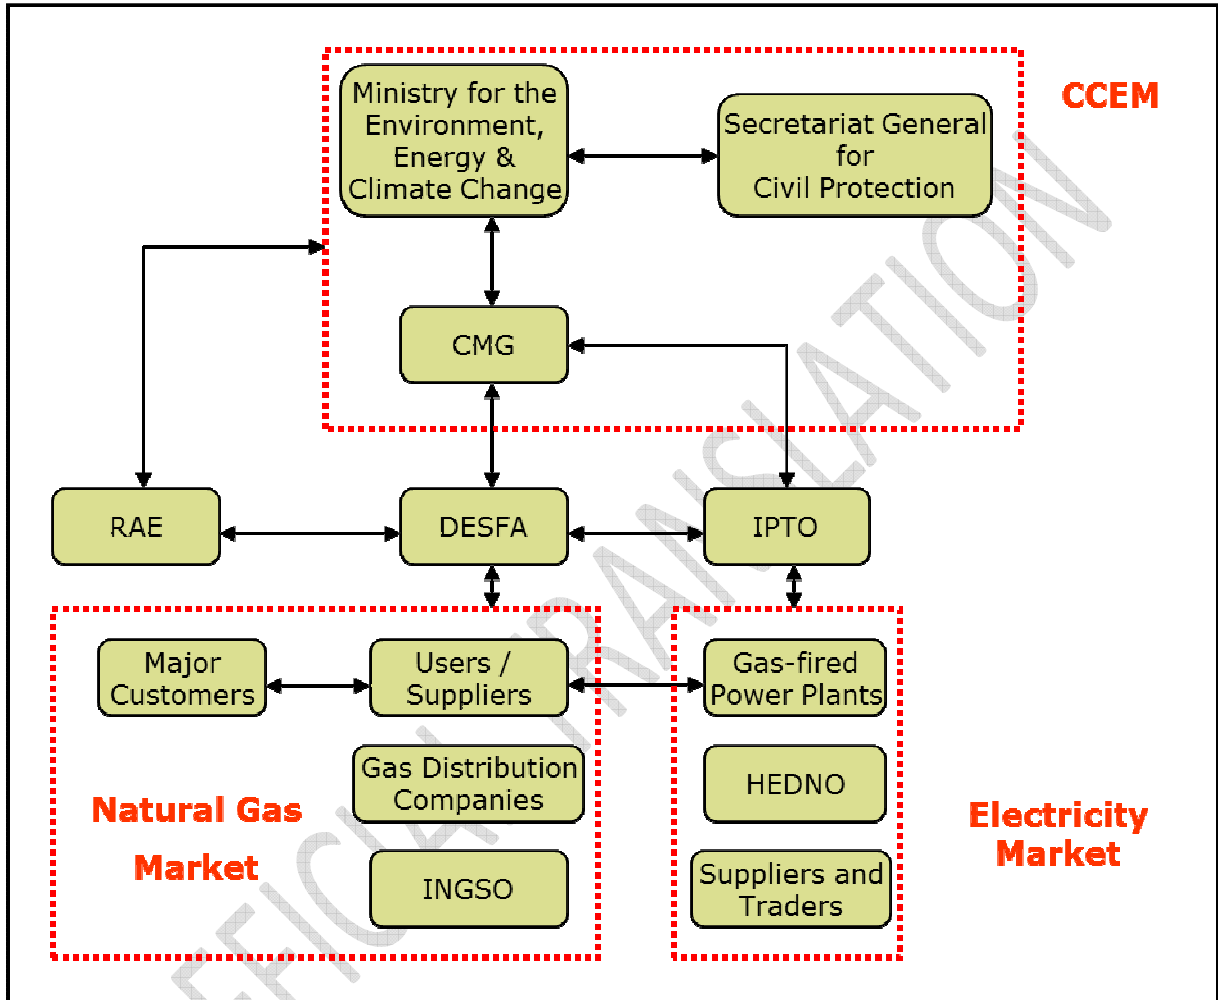 Ministry for the
Environment,
Energy &
Climate Change
Secretariat General
for
Civil Protection
CCEM
CMG
RAE
DESFA
IPTO
Major
Customers
Users /
Suppliers
Gas-fired
Power Plants
Gas Distribution
Companies
HEDNO
Natural Gas
Market
Electricity
Market
INGSO
Suppliers and
Traders
FFICIAL TRANSLATION